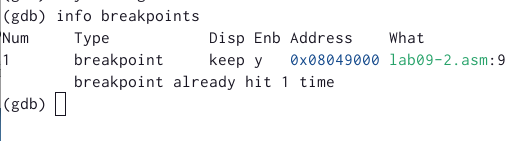 (gdb) info breakpoints
Num     Type           Disp Enb Address    What
1       breakpoint     keep y   0x08049000 lab09-2.asm:9
        breakpoint already hit 1 time
(gdb)